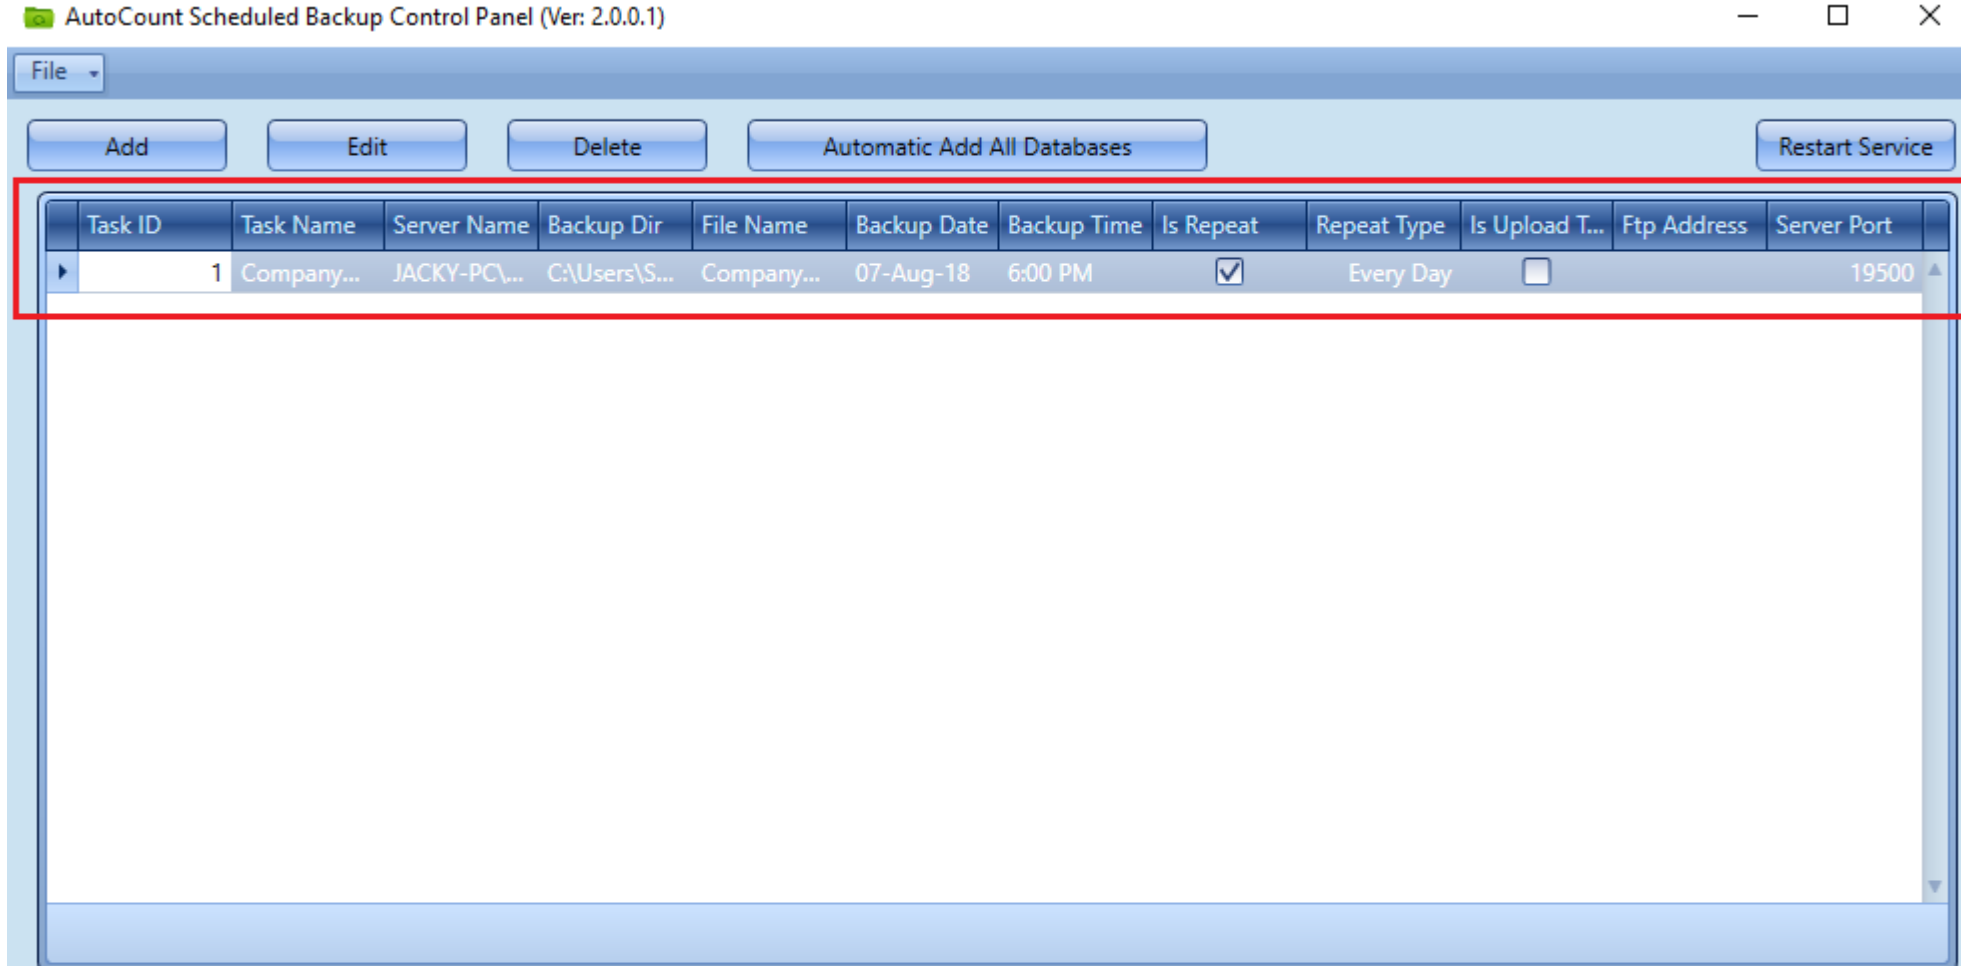 AutoCount Scheduled Backup Control Panel (Ver: 2.0.0.1)
File
Add Edit Delete Automatic Add All Databases Restart Service
Task ID Task Name Server Name Backup Dir File Name Backup Date Backup Time Is Repeat Repeat Type Is Upload T... Ftp Address Server Port
1 Company... JACKY-PC\... C:\Users\S... Company... 07-Aug-18 6:00 PM Every Day 19500